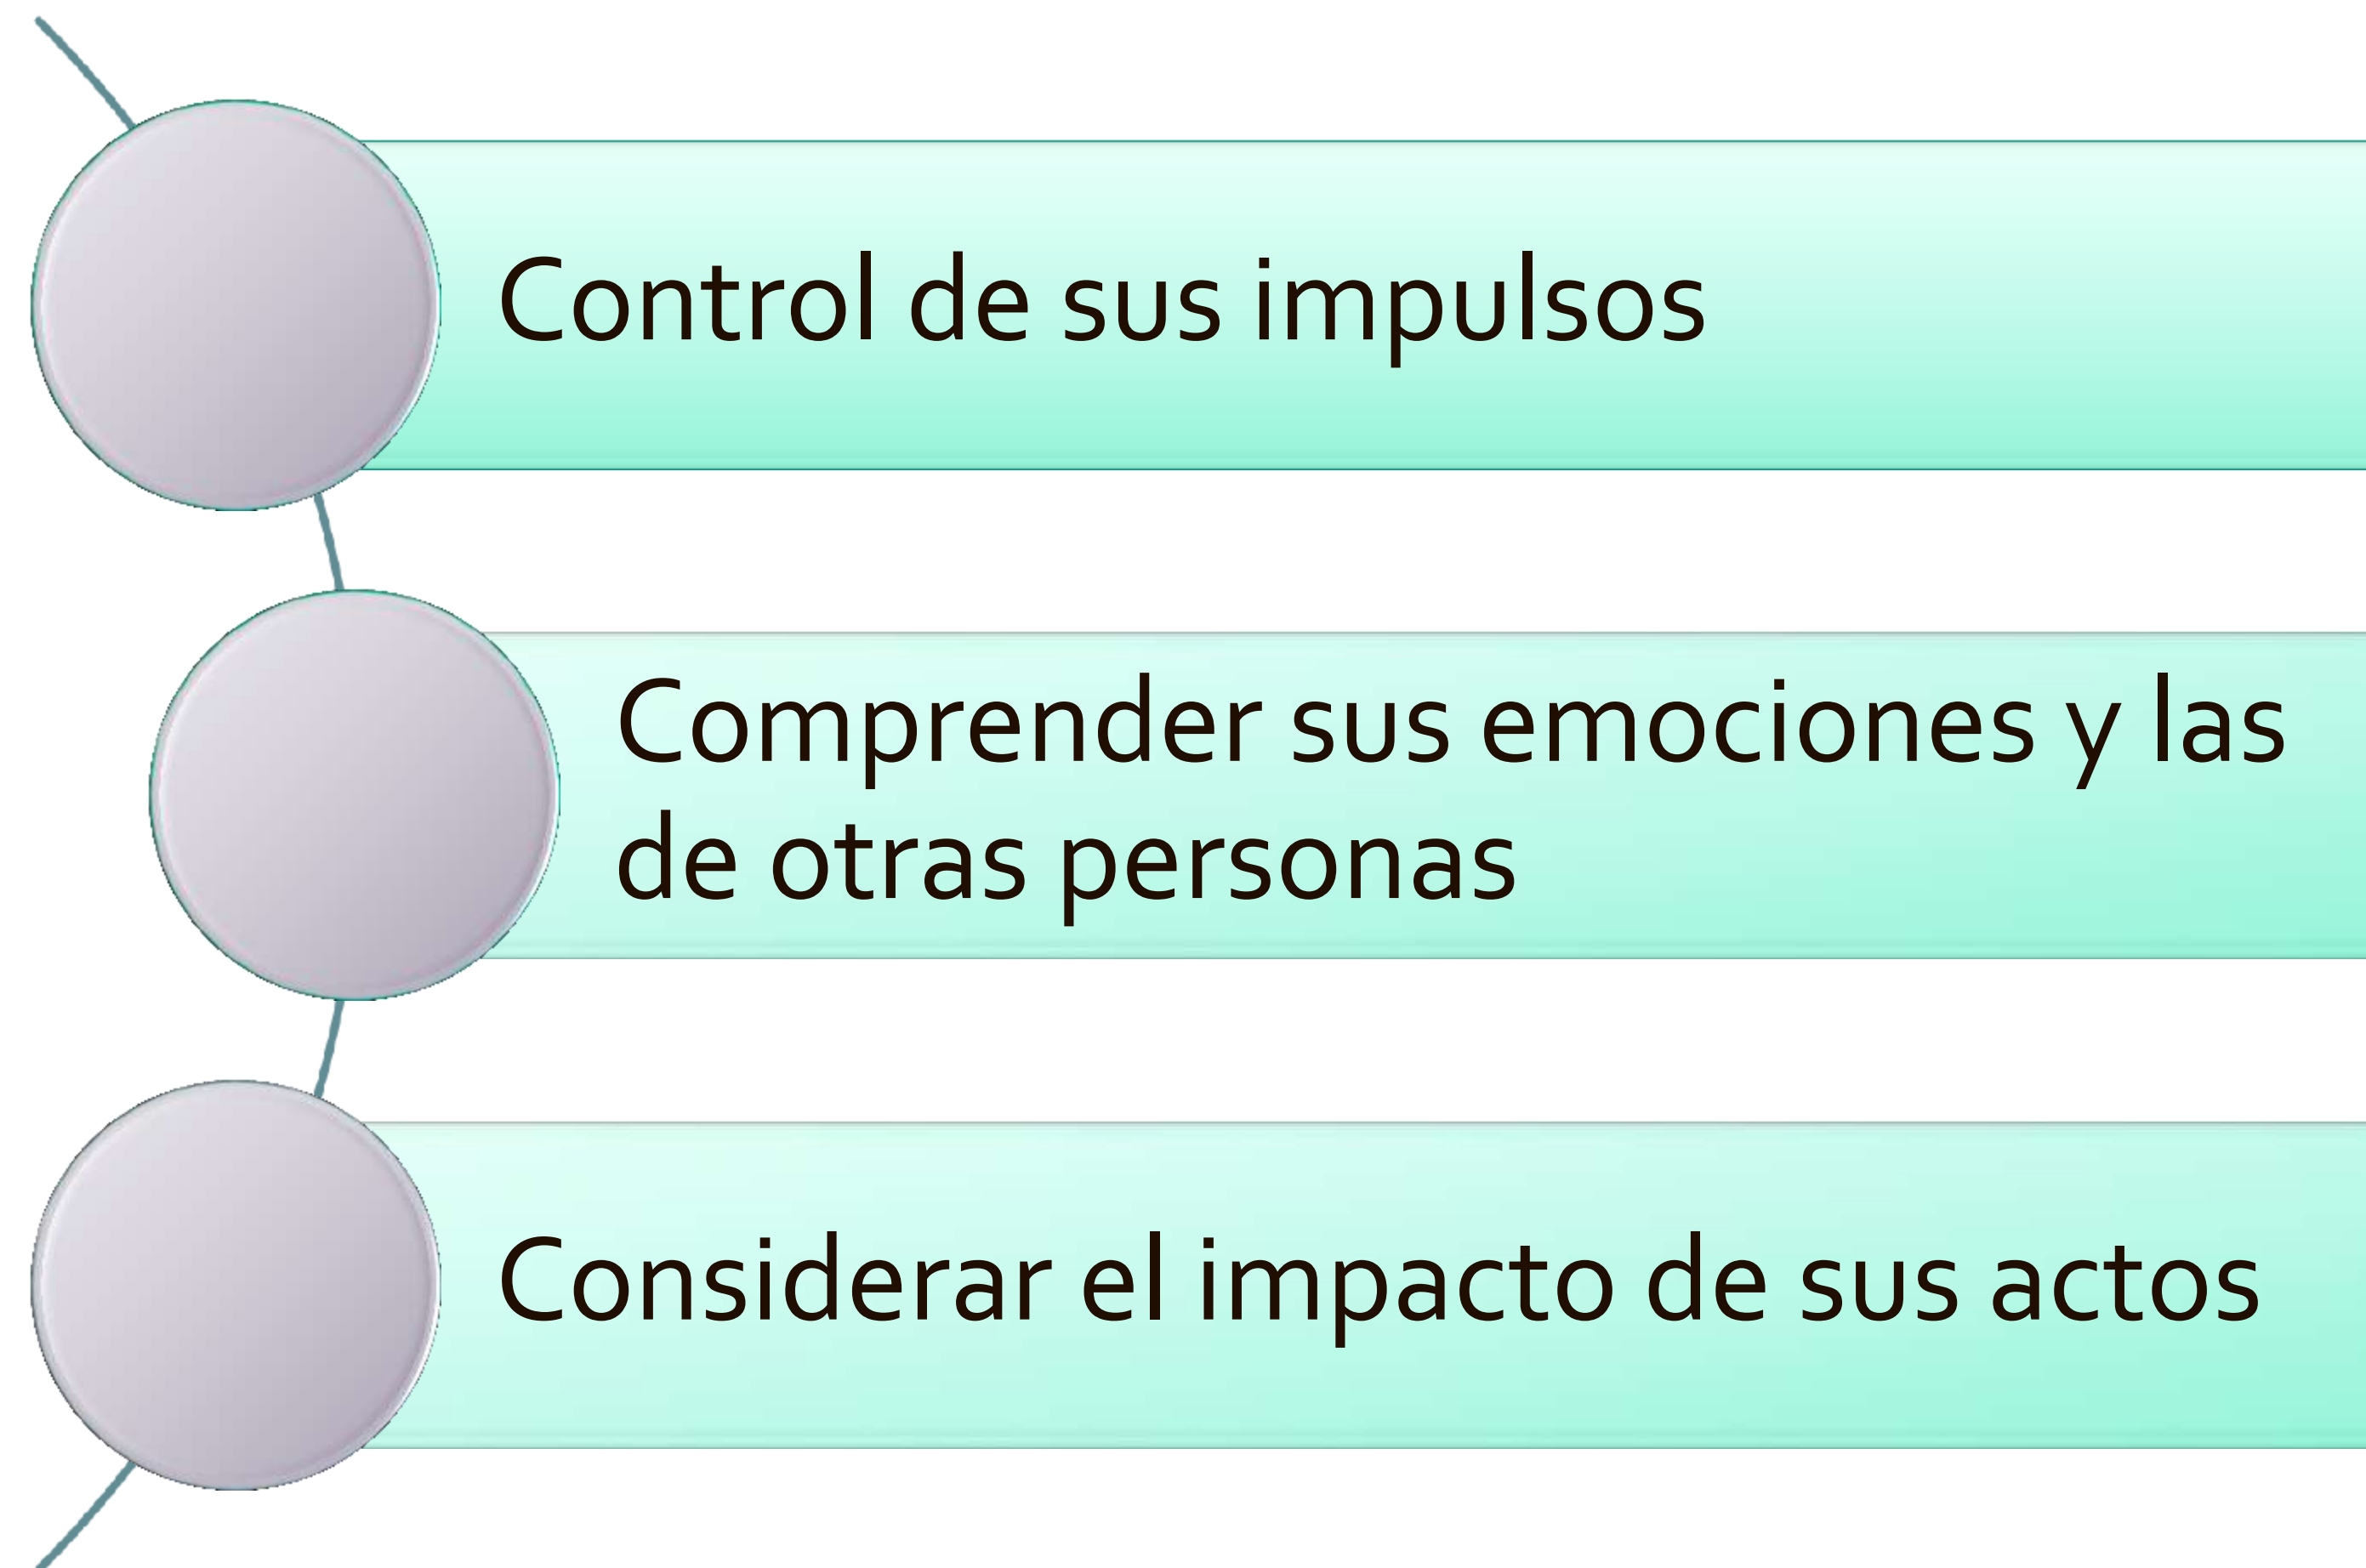 Control de sus impulsos
Comprender sus emociones y las
de otras personas
Considerar el impacto de sus actos